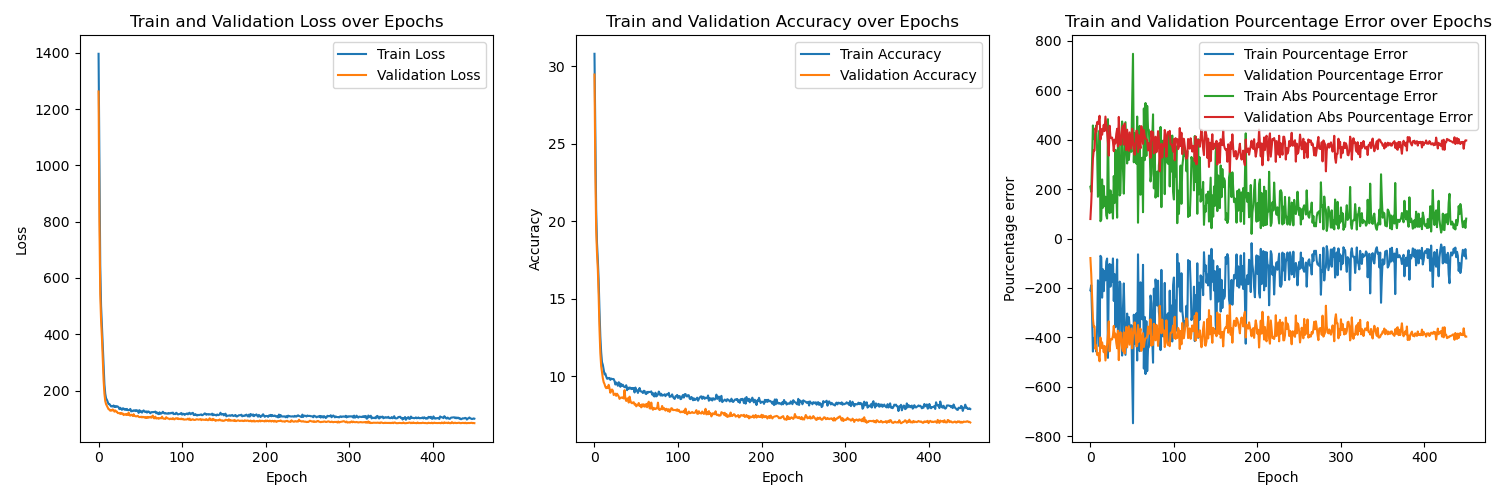 Train and Validation Loss over Epochs
Loss
1400
1200
1000
800
600
400
200
0
100
200
300
400
Epoch
Train Loss
Validation Loss
Train and Validation Accuracy over Epochs
Accuracy
30
25
20
15
10
0
100
200
300
400
Epoch
Train Accuracy
Validation Accuracy
Train and Validation Pourcentage Error over Epochs
Pourcentage error
800
600
400
200
0
−200
−400
−600
−800
0
100
200
300
400
Epoch
Train Pourcentage Error
Validation Pourcentage Error
Train Abs Pourcentage Error
Validation Abs Pourcentage Error